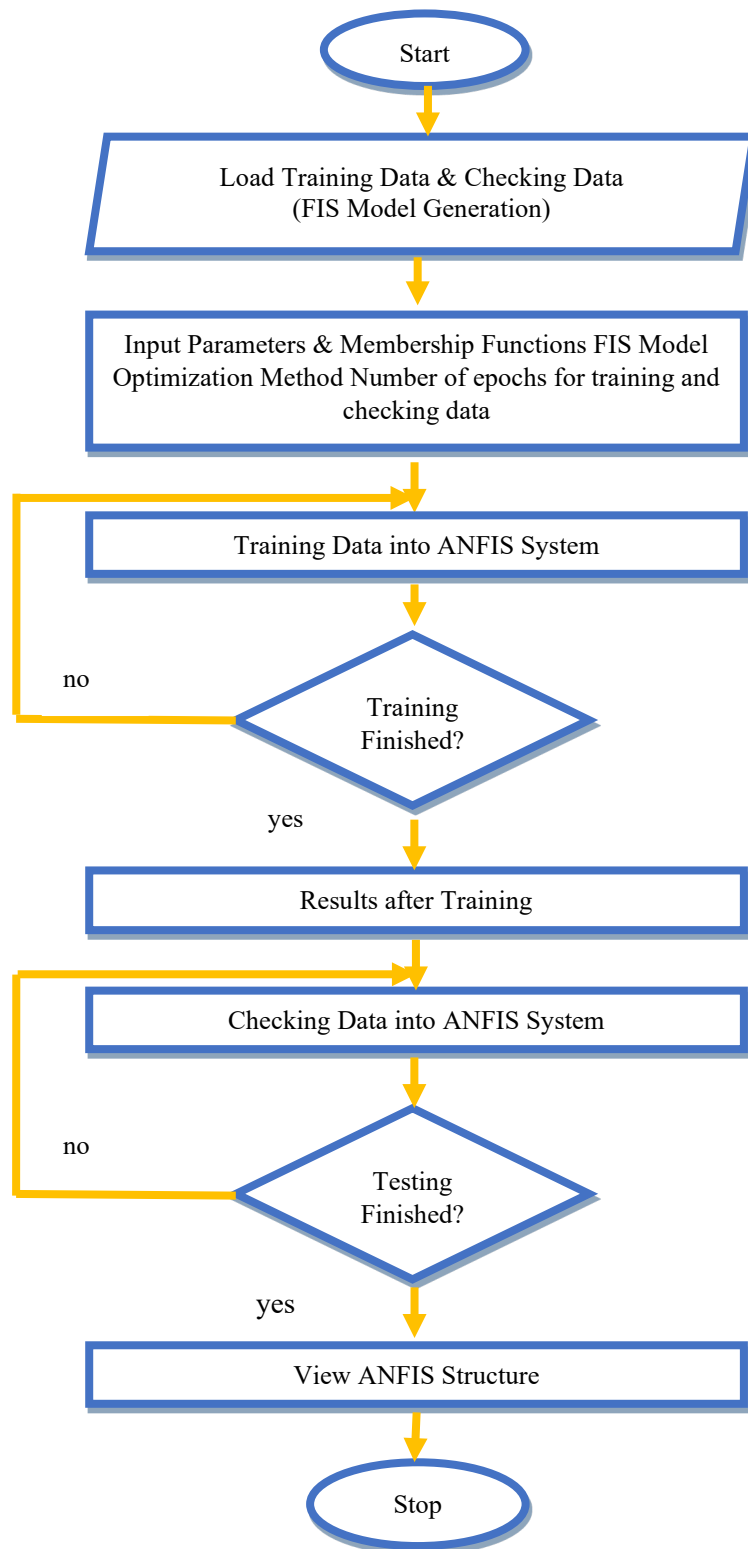 Start
Load Training Data & Checking Data
(FIS Model Generation)
Input Parameters & Membership Functions FIS Model
Optimization Method Number of epochs for training and
checking data
Training Data into ANFIS System
no
Training
Finished?
yes
Results after Training
Checking Data into ANFIS System
no
Testing
Finished?
yes
View ANFIS Structure
Stop